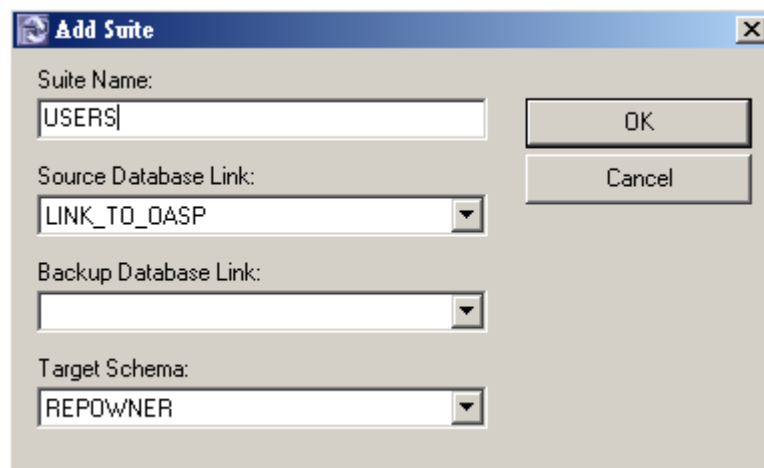 Add Suite
Suite Name:
USERS
OK
Source Database Link:
Cancel
LINK_TO_OASP
Backup Database Link:
Target Schema:
REPOWNER